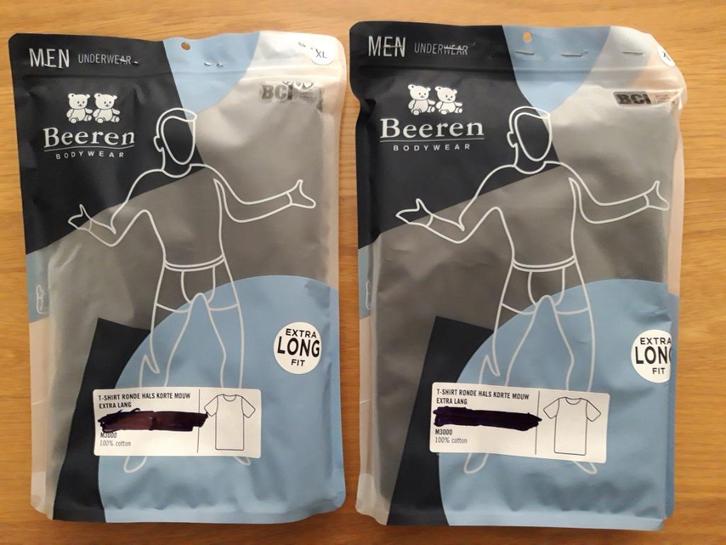 MEN UNDERWEAR
XL
BCI
Beeren
BODYWEAR
EXTRA
LONG
FIT
T-SHIRT RONDE HALS KORTE MOUW
EXTRA LANG
M3000
100% cotton
MEN UNDERWEAR
BCI
Beeren
BODYWEAR
EXTRA
LONG
FIT
T-SHIRT RONDE HALS KORTE MOUW
EXTRA LANG
M3000
100% cotton